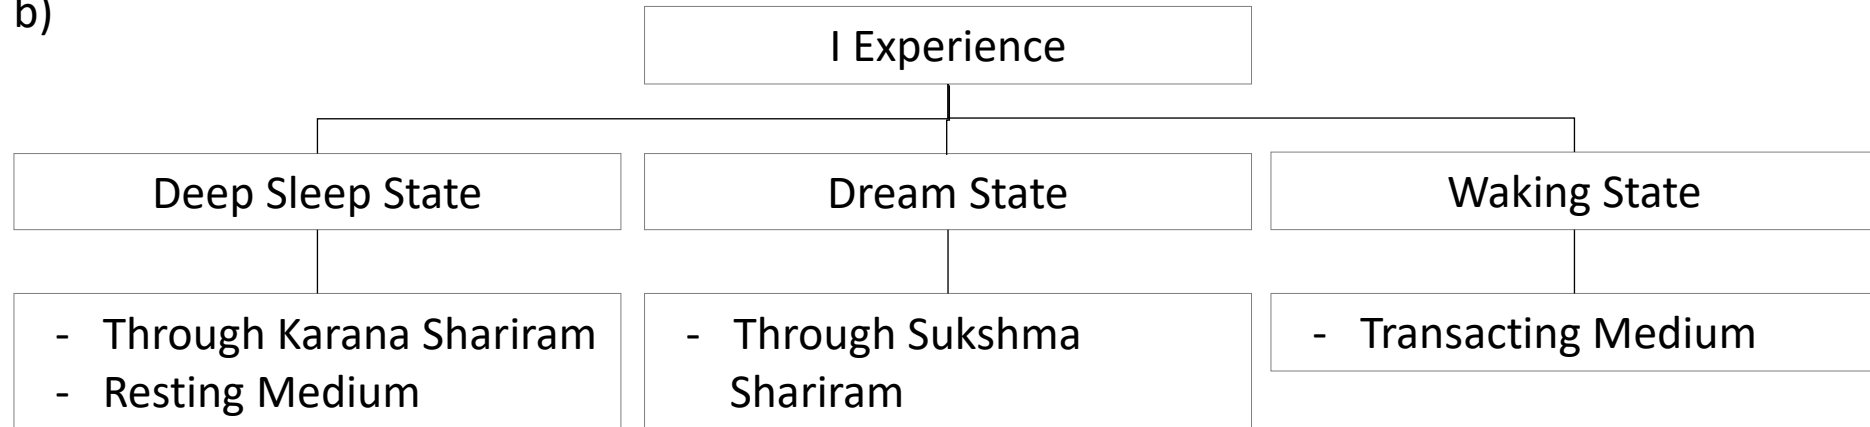 b)
I Experience
Deep Sleep State
Dream State
Waking State
- Through Karana Shariram
- Resting Medium
- Through Sukshma
Shariram
- Transacting Medium